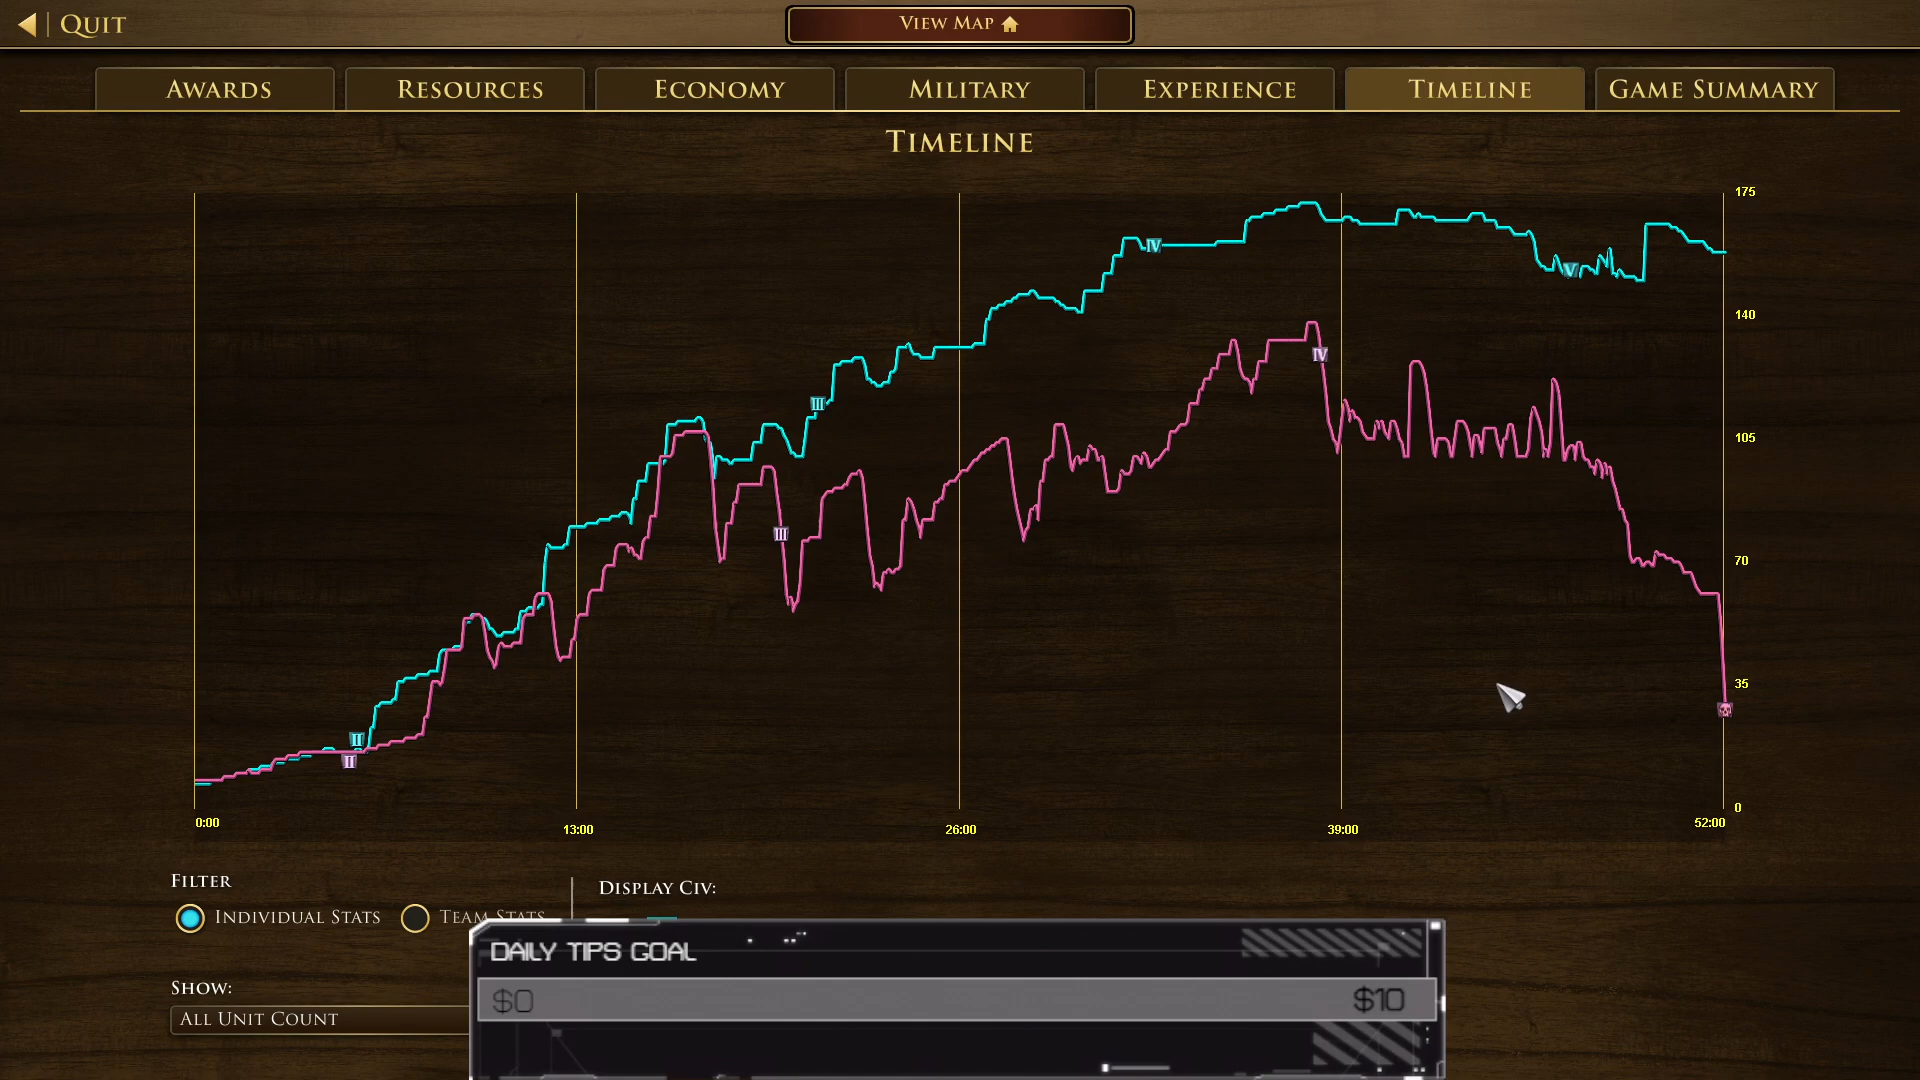 QUIT
VIEW MAP
AWARDS
RESOURCES
ECONOMY
MILITARY
EXPERIENCE
TIMELINE
GAME SUMMARY
TIMELINE
175
140
105
70
35
0
IV
V
IV
III
III
II
II
0:00
13:00
26:00
39:00
52:00
FILTER
INDIVIDUAL STATS
TEAM STATS
DISPLAY CIV:
SHOW:
ALL UNIT COUNT
DAILY TIPS GOAL
$0
$10